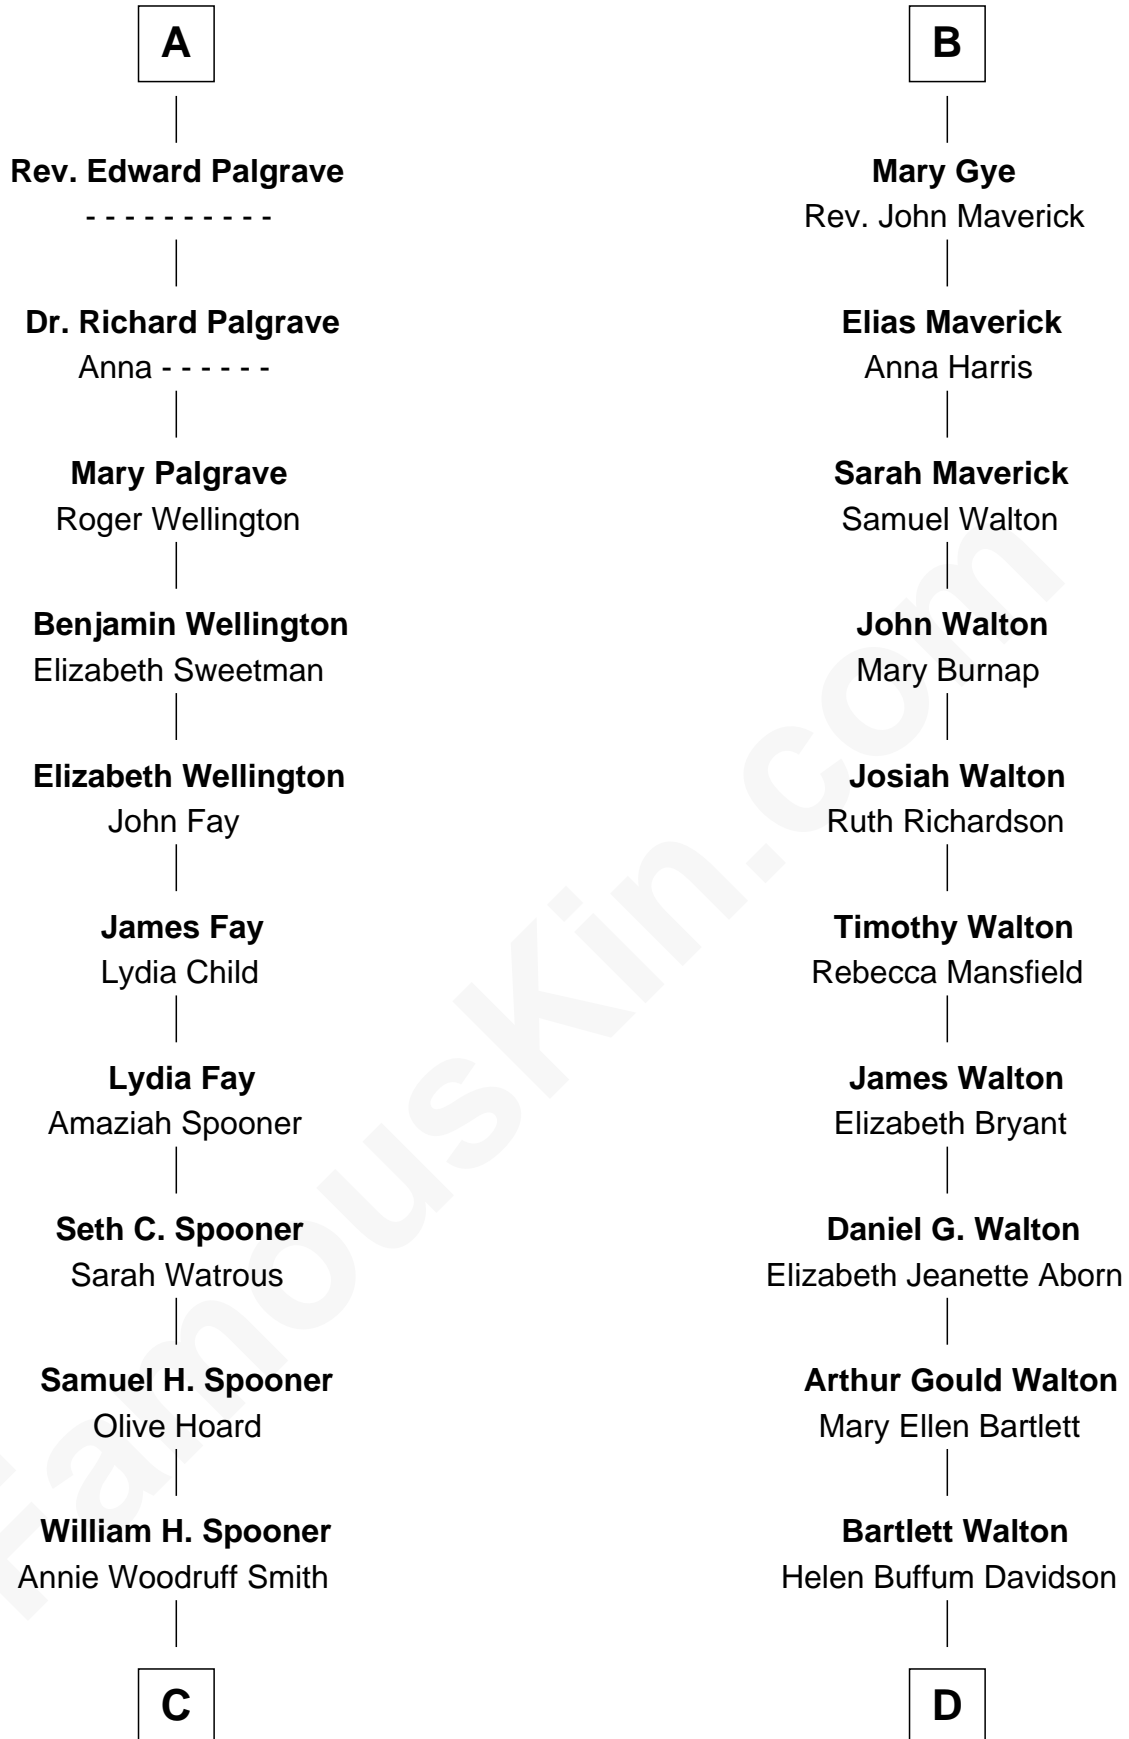 A
Rev. Edward Palgrave
- - - - - - - - - -
Dr. Richard Palgrave
Anna - - - - - -
Mary Palgrave
Roger Wellington
Benjamin Wellington
Elizabeth Sweetman
Elizabeth Wellington
John Fay
James Fay
Lydia Child
Lydia Fay
Amaziah Spooner
Seth C. Spooner
Sarah Watrous
Samuel H. Spooner
Olive Hoard
William H. Spooner
Annie Woodruff Smith
C
B
Mary Gye
Rev. John Maverick
Elias Maverick
Anna Harris
Sarah Maverick
Samuel Walton
John Walton
Mary Burnap
Josiah Walton
Ruth Richardson
Timothy Walton
Rebecca Mansfield
James Walton
Elizabeth Bryant
Daniel G. Walton
Elizabeth Jeanette Aborn
Arthur Gould Walton
Mary Ellen Bartlett
Bartlett Walton
Helen Buffum Davidson
D
FamousKin.com